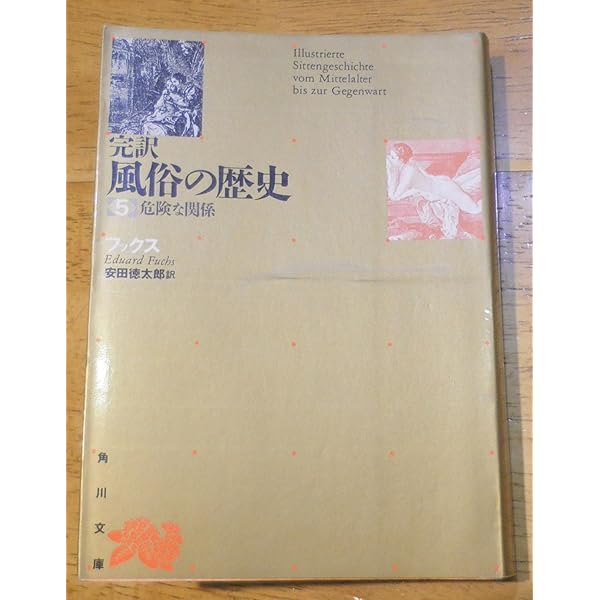 Illustrierte
Sittengeschichte
vom Mittelalter
bis zur Gegenwart
完訳
風俗の歴史
5 危険な関係
フックス
Eduard Fuchs
安田徳太郎訳
角川文庫